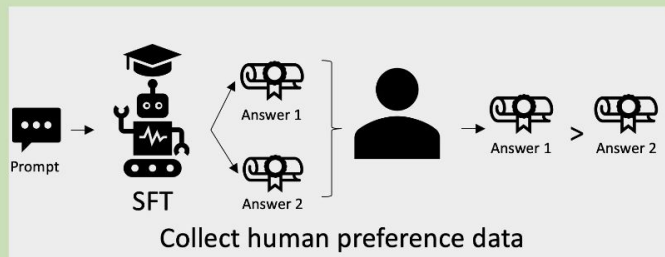 Prompt
SFT
Answer 1
Answer 2
Answer 1 > Answer 2
Collect human preference data